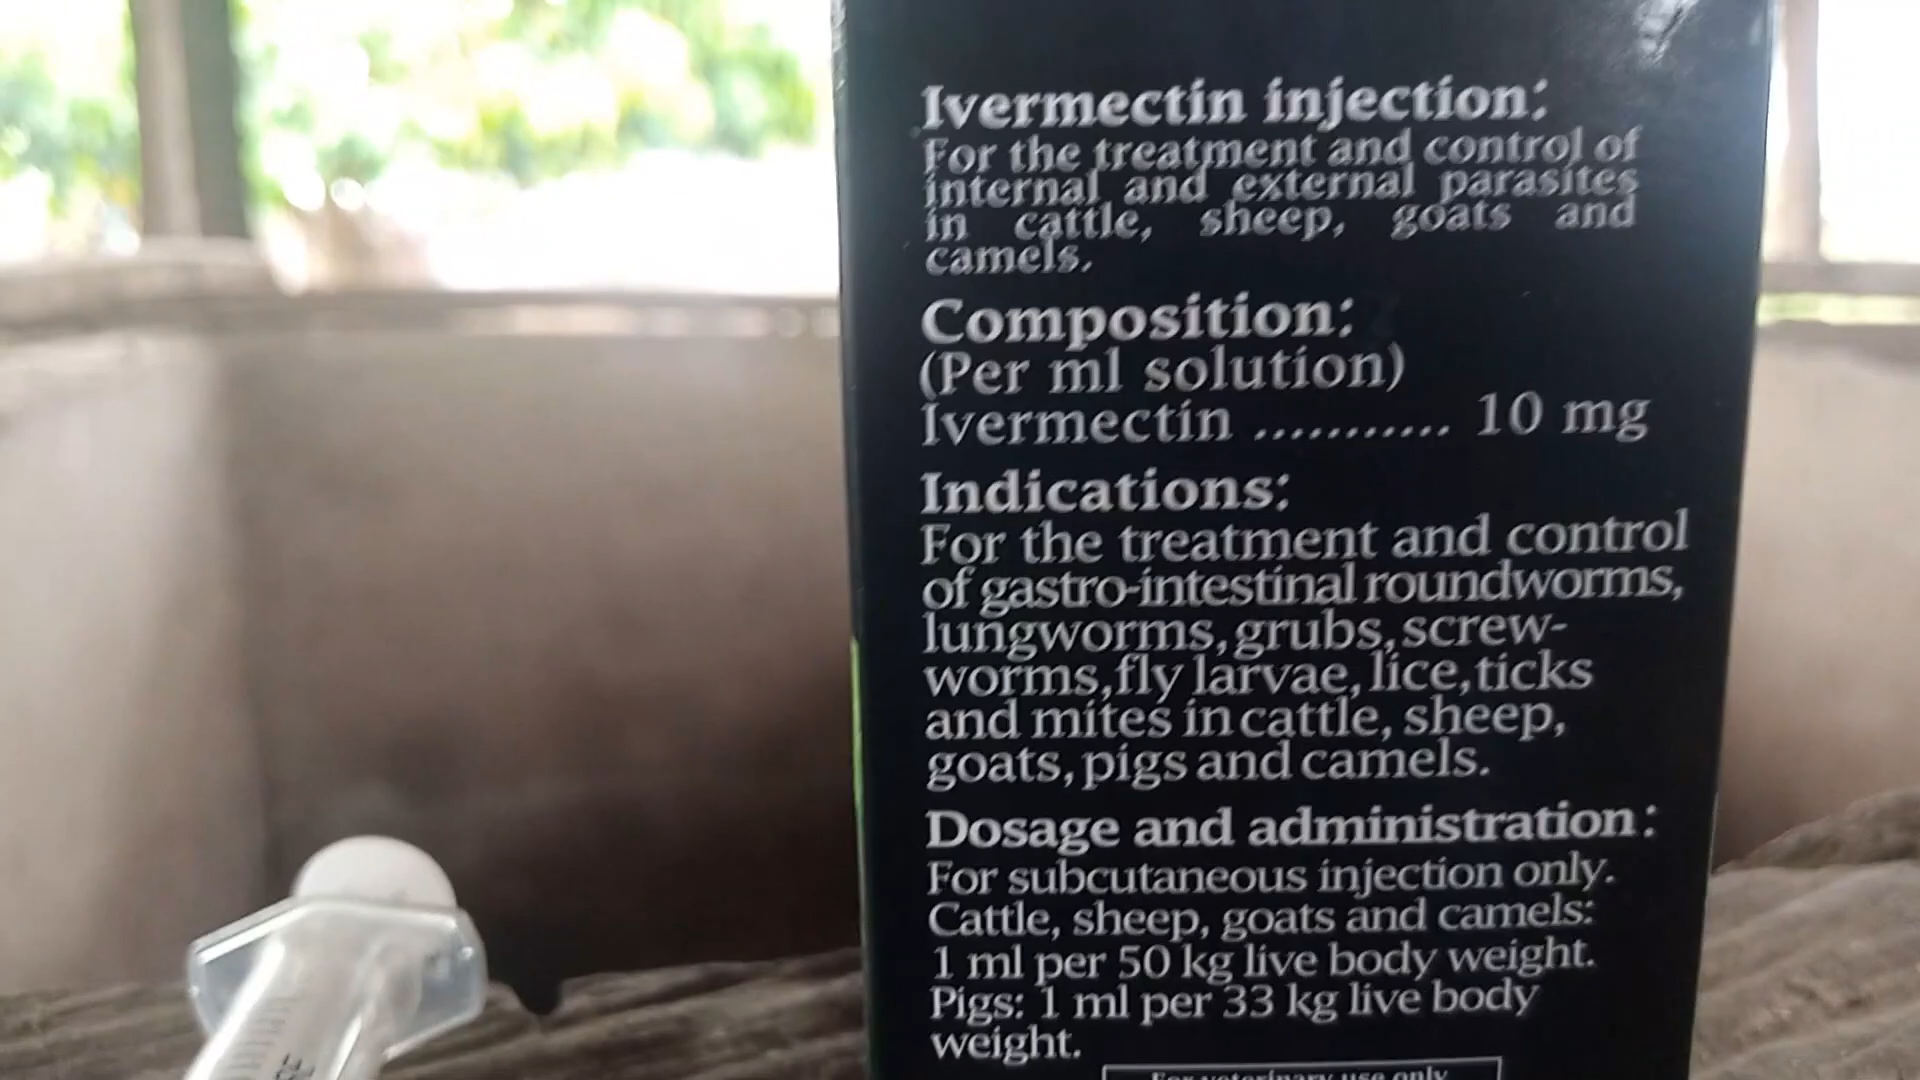 Ivermectin injection:
For the treatment and control of
internal and external parasites
in cattle, sheep, goats and
camels.
Composition:
(Per ml solution)
Ivermectin ........... 10 mg
Indications:
For the treatment and control
of gastro-intestinal roundworms,
lungworms, grubs, screw-
worms, fly larvae, lice, ticks
and mites in cattle, sheep,
goats, pigs and camels.
Dosage and administration:
For subcutaneous injection only.
Cattle, sheep, goats and camels:
1 ml per 50 kg live body weight.
Pigs: 1 ml per 33 kg live body
weight.
For veterinary use only